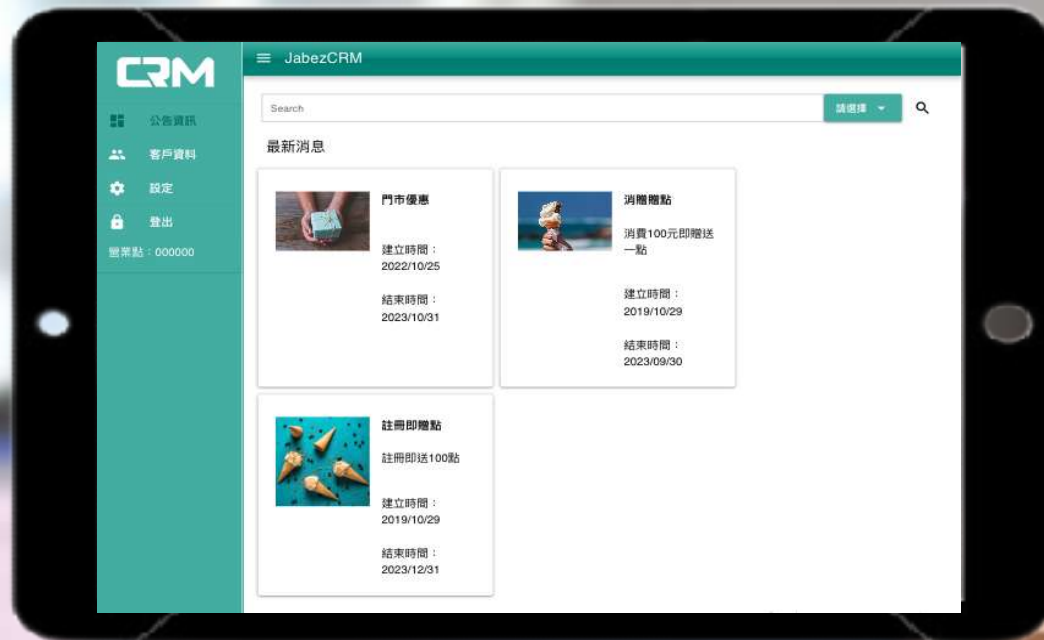 CRM
JabezCRM
公告資訊
客戶資料
設定
登出
營業點：000000
Search
請選擇
最新消息
門市優惠
建立時間：
2022/10/25
結束時間：
2023/10/31
消贈贈點
消費100元即贈送
一點
建立時間：
2019/10/29
結束時間：
2023/09/30
註冊即贈點
註冊即送100點
建立時間：
2019/10/29
結束時間：
2023/12/31